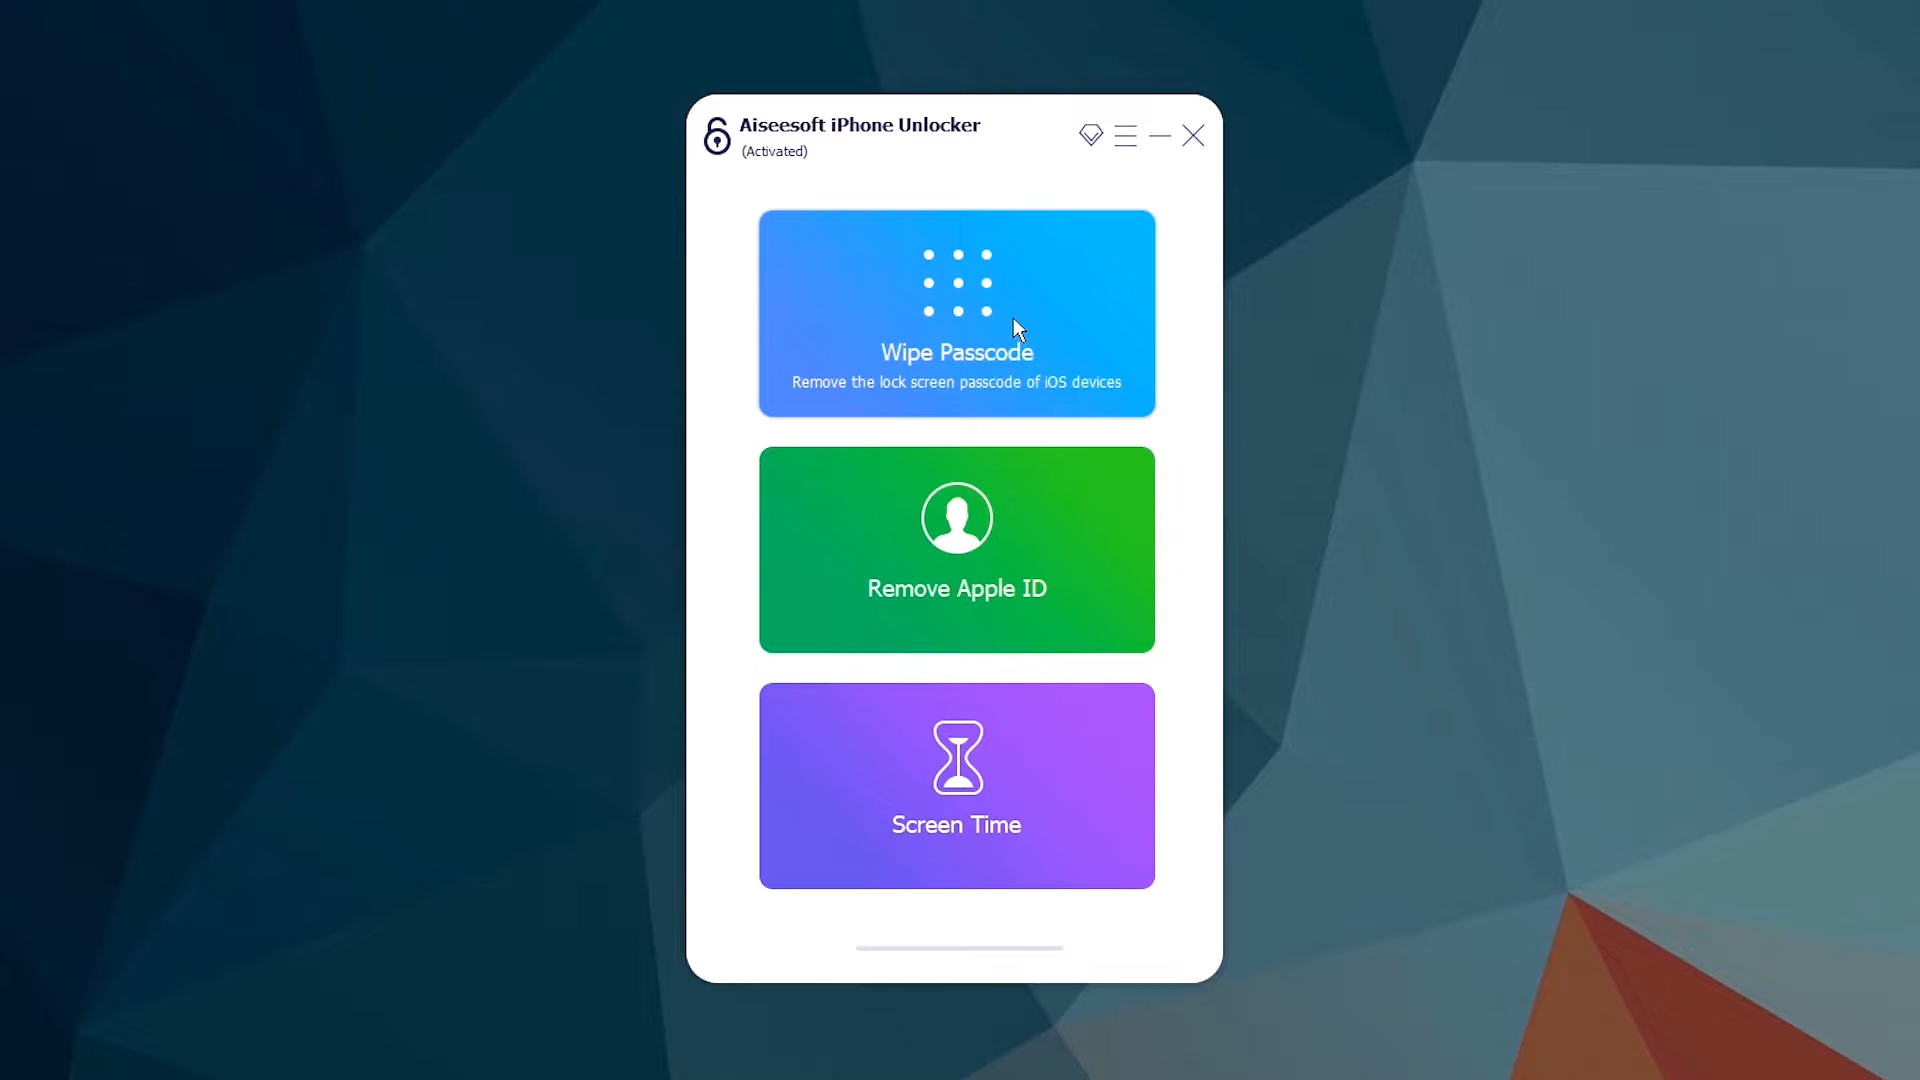 Aiseesoft iPhone Unlocker
(Activated)
Wipe Passcode
Remove the lock screen passcode of iOS devices
Remove Apple ID
Screen Time